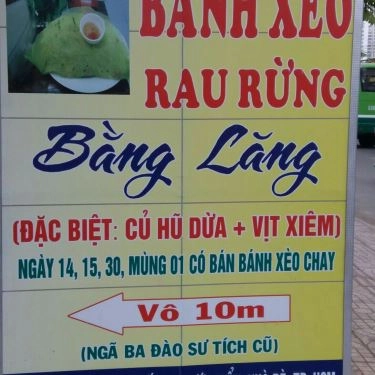 BÁNH XÈO
RAU RỪNG
Bằng Lăng
(ĐẶC BIỆT: CỦ HŨ DỪA + VỊT XIÊM)
NGÀY 14, 15, 30, MÙNG 01 CÓ BÁN BÁNH XÈO CHAY
Vô 10m
(NGÃ BA ĐÀO SƯ TÍCH CŨ)